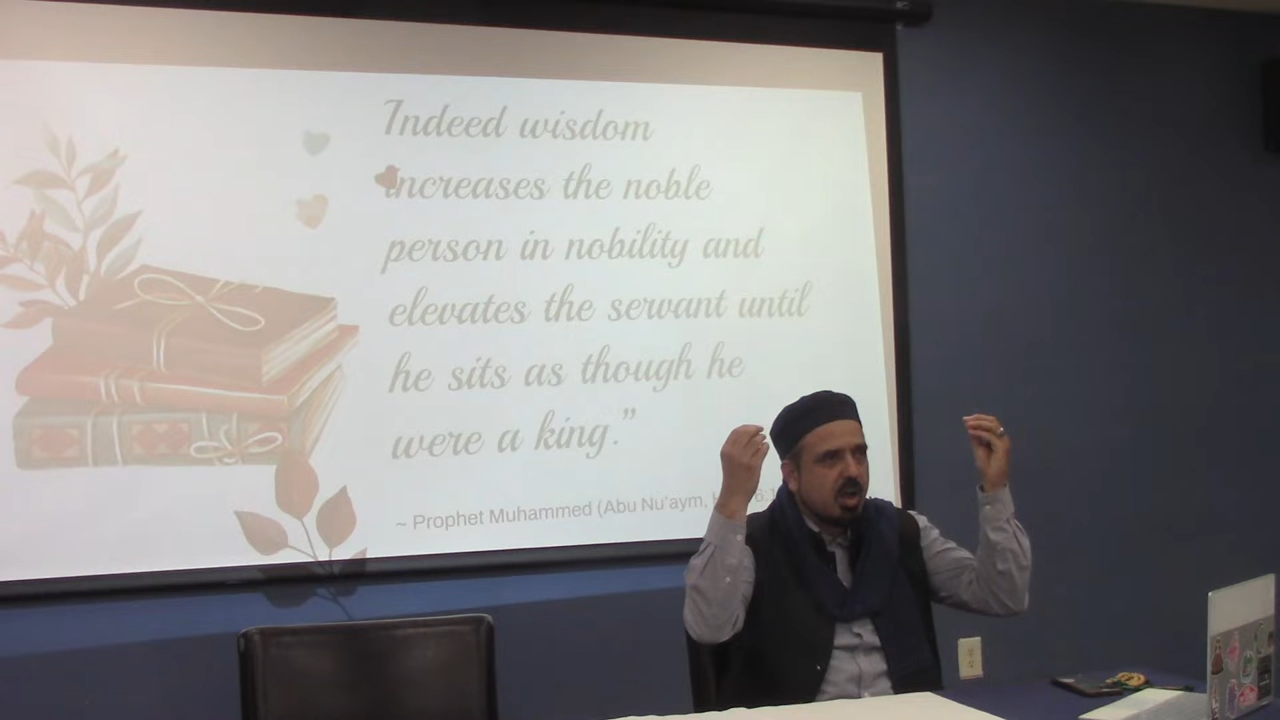 Indeed wisdom
increases the noble
person in nobility and
elevates the servant until
he sits as though he
were a king.”
~ Prophet Muhammed (Abu Nu'aym,